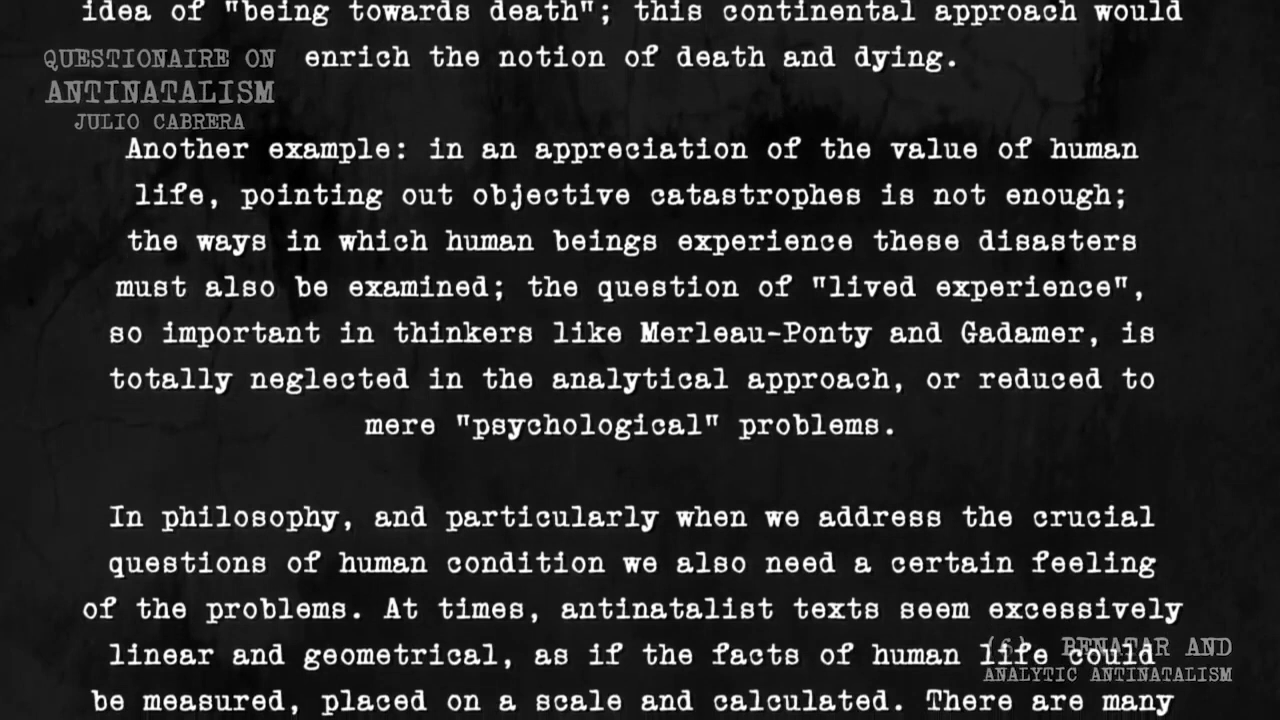 idea of "being towards death"; this continental approach would
enrich the notion of death and dying.
QUESTIONAIRE ON
ANTINATALISM
JULIO CABRERA
Another example: in an appreciation of the value of human
life, pointing out objective catastrophes is not enough;
the ways in which human beings experience these disasters
must also be examined; the question of "lived experience",
so important in thinkers like Merleau-Ponty and Gadamer, is
totally neglected in the analytical approach, or reduced to
mere "psychological" problems.
In philosophy, and particularly when we address the crucial
questions of human condition we also need a certain feeling
of the problems. At times, antinatalist texts seem excessively
linear and geometrical, as if the facts of human life could
be measured, placed on a scale and calculated. There are many
(6) BENATAR AND
ANALYTIC ANTINATALISM